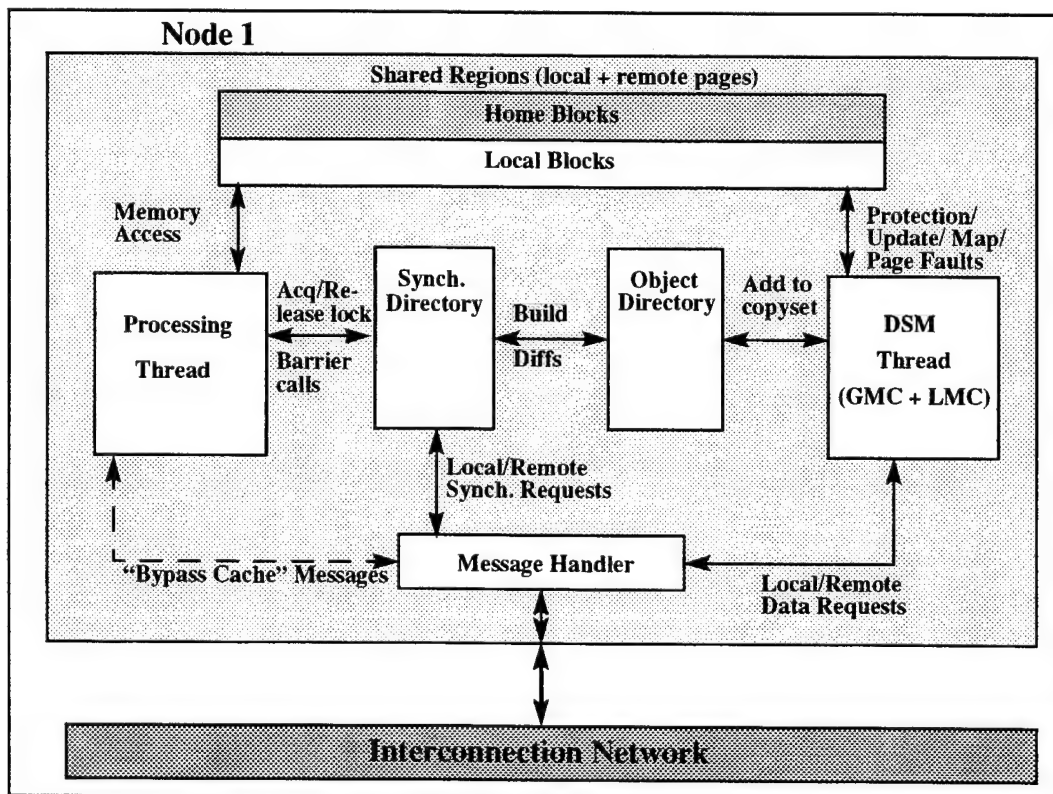 Node 1
Shared Regions (local + remote pages)
Home Blocks
Local Blocks
Memory
Access
Protection/
Update/ Map/
Page Faults
Processing
Thread
Acq/Re-
lease lock
Barrier
calls
Synch.
Directory
Build
Diffs
Object
Directory
Add to
copyset
DSM
Thread
(GMC + LMC)
Local/Remote
Synch. Requests
"Bypass Cache" Messages
Message Handler
Local/Remote
Data Requests
Interconnection Network